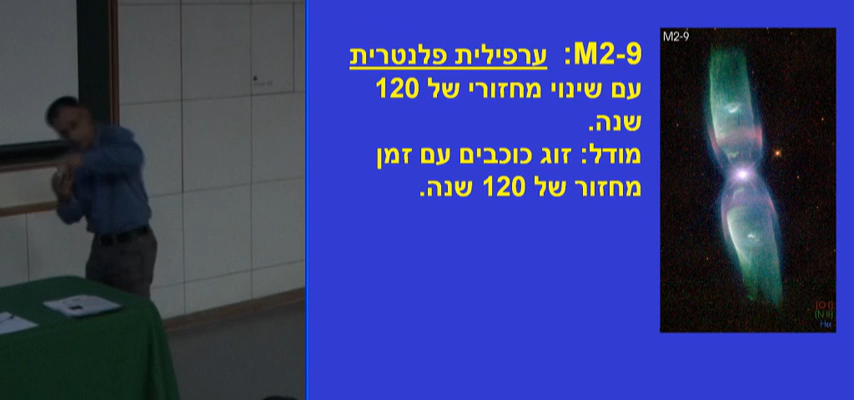 M2-9: ערפילית פלנטרית
עם שינוי מחזורי של 120
שנה.
מודל: זוג כוכבים עם זמן
מחזור של 120 שנה.
M2-9
[O I]
[N II]